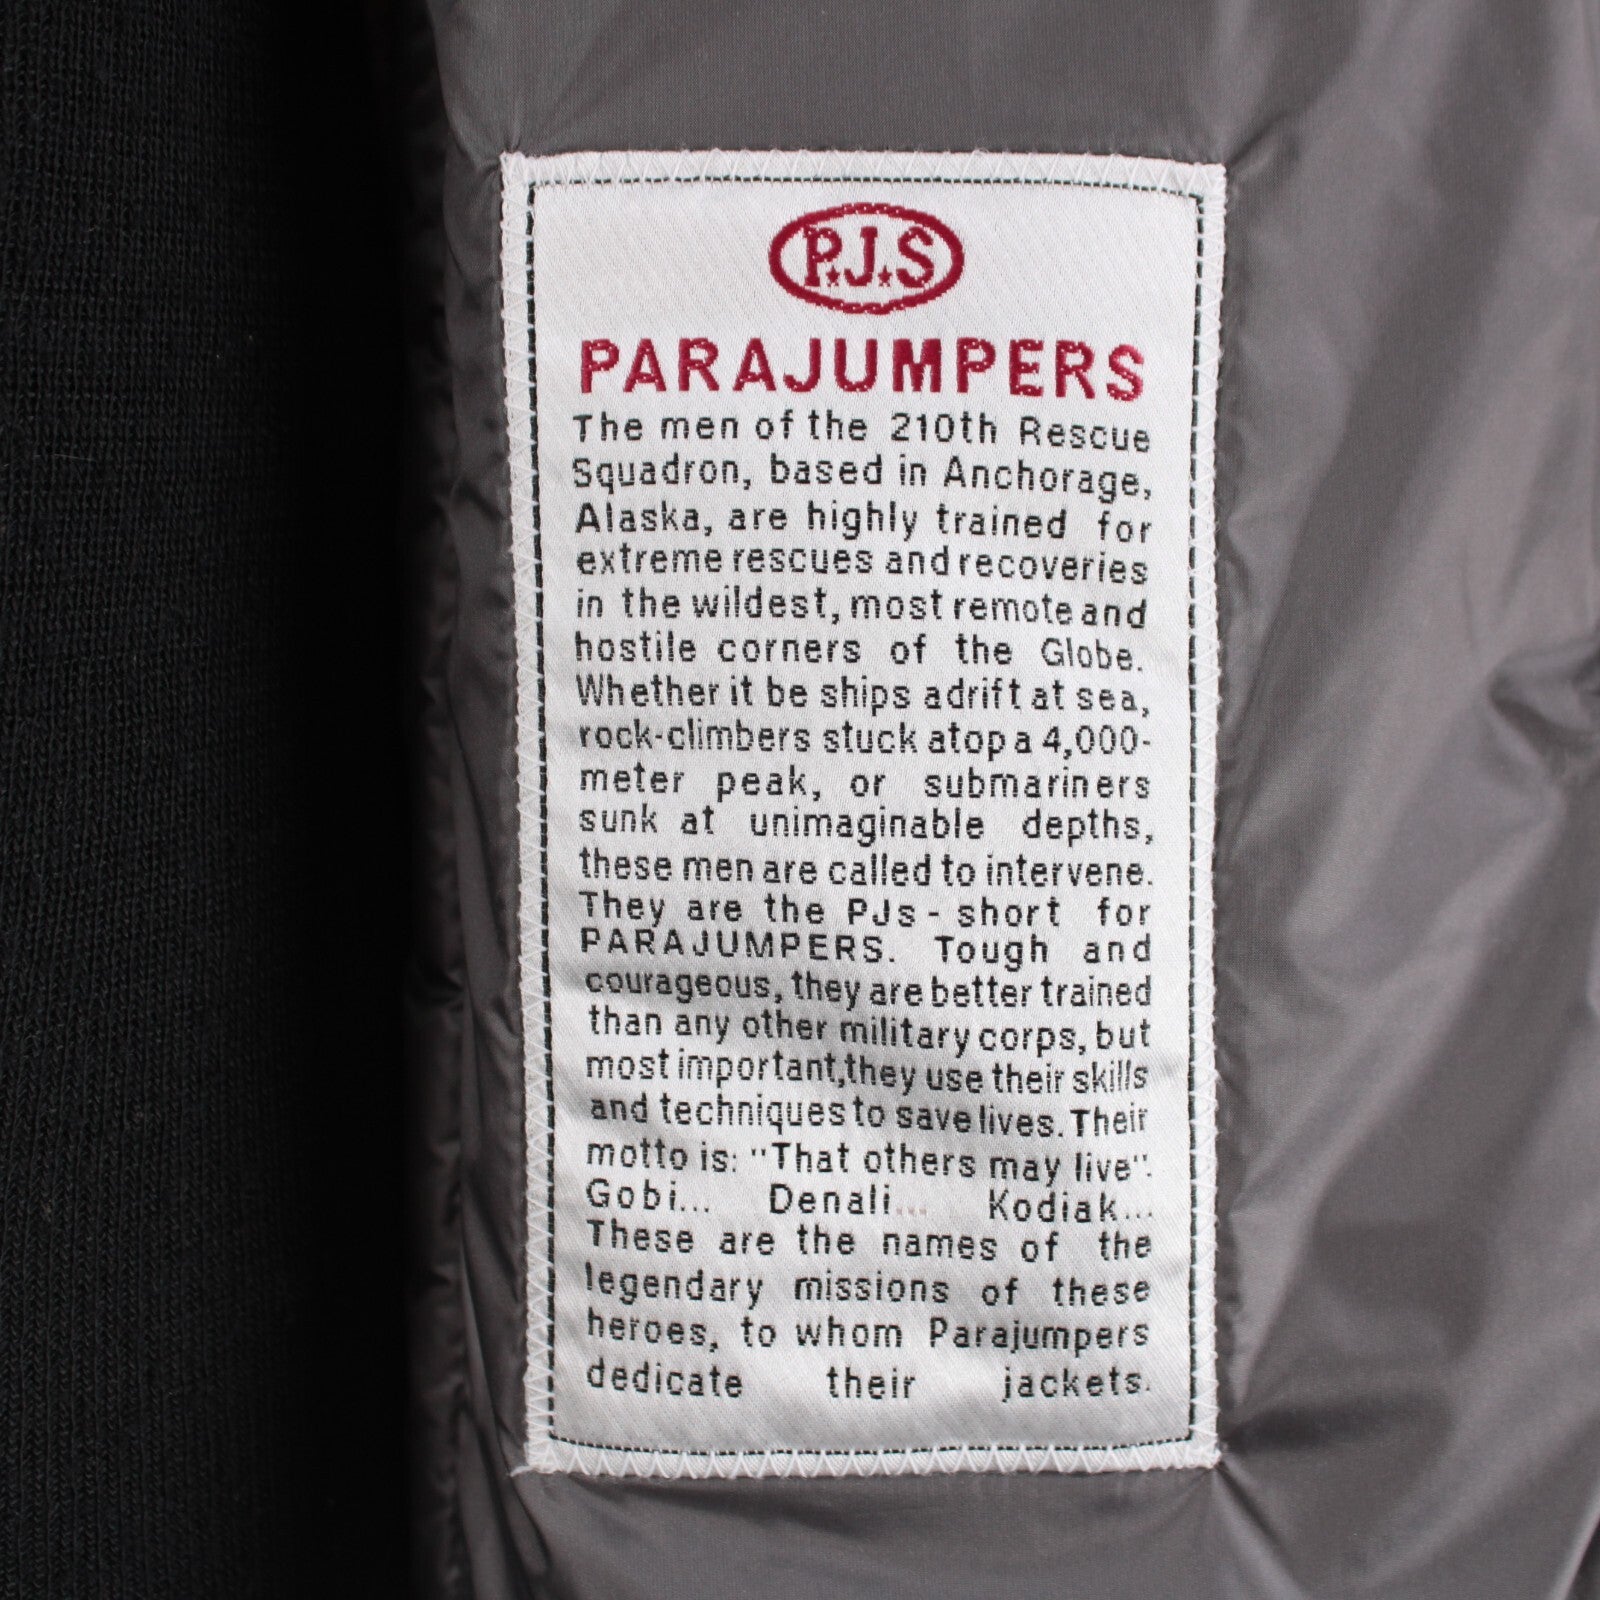 P.J.S
PARAJUMPERS
The men of the 210th Rescue
Squadron, based in Anchorage,
Alaska, are highly trained for
extreme rescues and recoveries
in the wildest, most remote and
hostile corners of the Globe.
Whether it be ships adrift at sea,
rock-climbers stuck atop a 4,000-
meter peak, or submariners
sunk at unimaginable depths,
these men are called to intervene.
They are the PJs - short for
PARAJUMPERS. Tough and
courageous, they are better trained
than any other military corps, but
most important,they use their skills
and techniques to save lives. Their
motto is: "That others may live".
Gobi... Denali... Kodiak...
These are the names of the
legendary missions of these
heroes, to whom Parajumpers
dedicate their jackets.